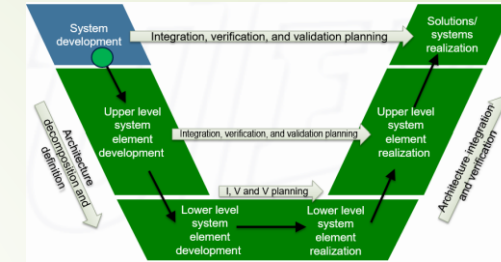 System
development
Integration, verification, and validation planning
Solutions/
systems
realization
Architecture
decomposition and
definition
Upper level
system
element
development
Integration, verification, and validation planning
Upper level
system
element
realization
Architecture integration
and verification
I, V and V planning
Lower level
system
element
development
Lower level
system
element
realization